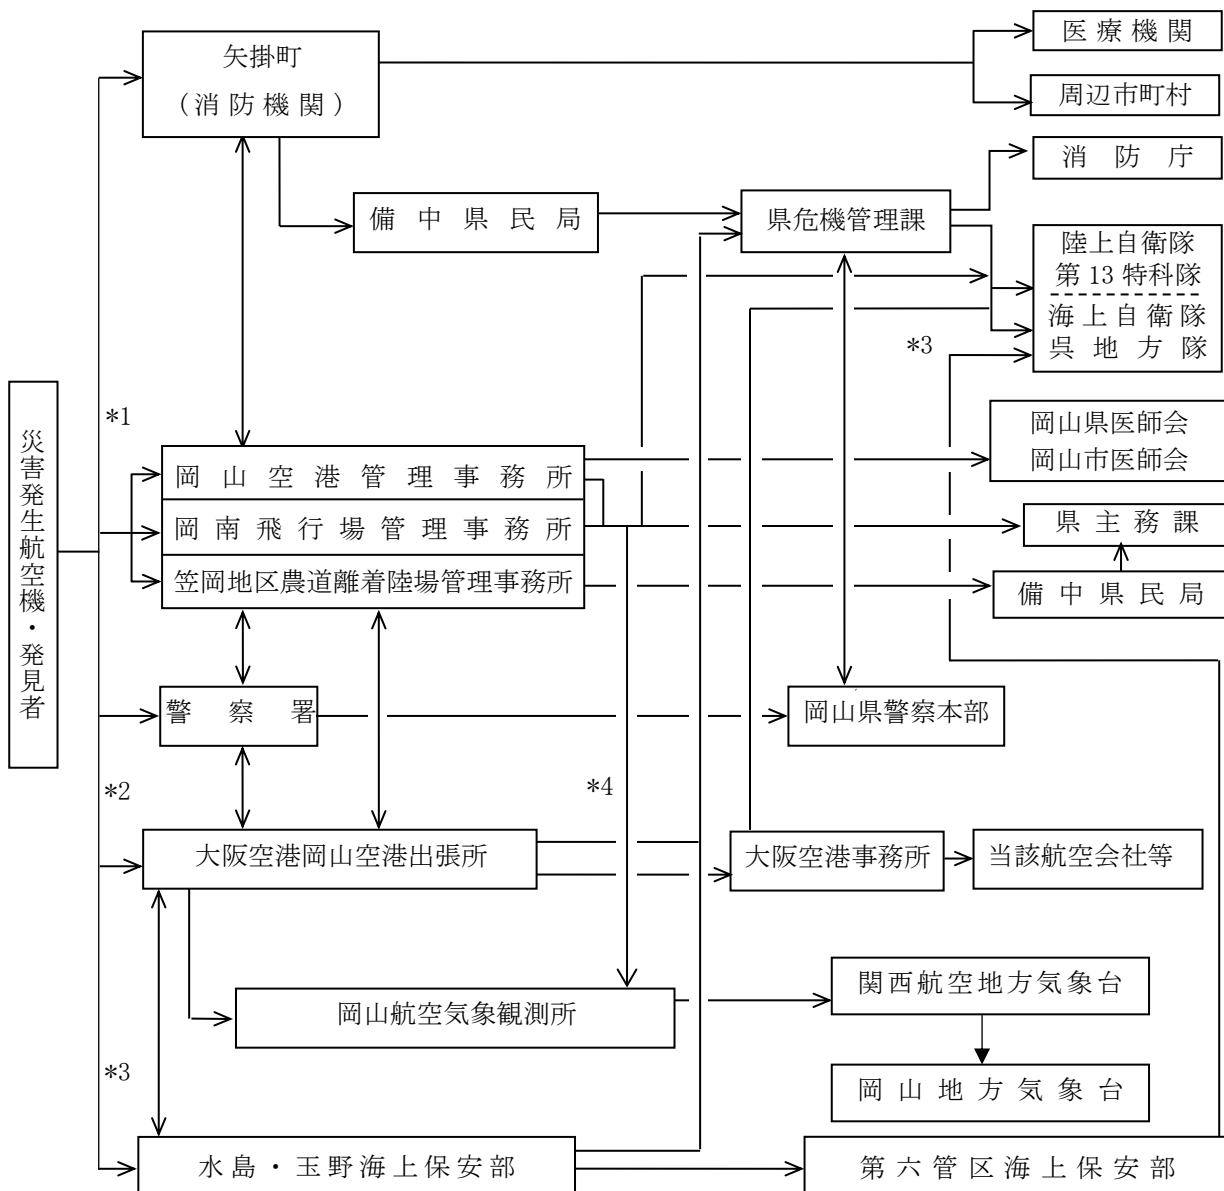 矢掛町
(消防機関)
医療機関
周辺市町村
消防庁
備中県民局
県危機管理課
陸上自衛隊
第13特科隊
海上自衛隊
呉地方隊
*3
災害発生航空機・発見者
*1
岡山県医師会
岡山市医師会
岡山空港管理事務所
岡南飛行場管理事務所
笠岡地区農道離着陸場管理事務所
県主務課
備中県民局
警察署
岡山県警察本部
*2
*4
大阪空港岡山空港出張所
大阪空港事務所
当該航空会社等
岡山航空気象観測所
関西航空地方気象台
*3
岡山地方気象台
水島・玉野海上保安部
第六管区海上保安部